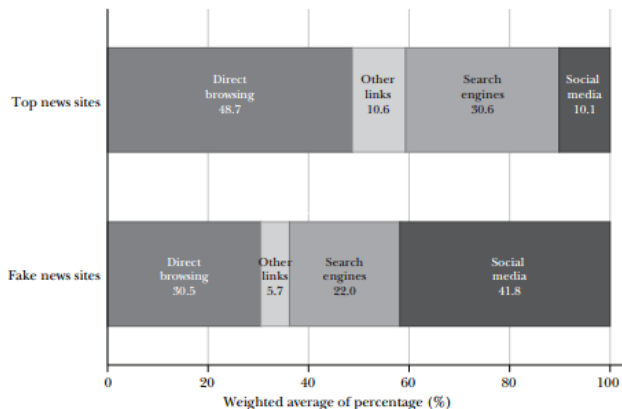 Top news sites
Direct
browsing
48.7
Other
links
10.6
Search
engines
30.6
Social
media
10.1
Fake news sites
Direct
browsing
30.5
Other
links
5.7
Search
engines
22.0
Social
media
41.8
0 20 40 60 80 100
Weighted average of percentage (%)